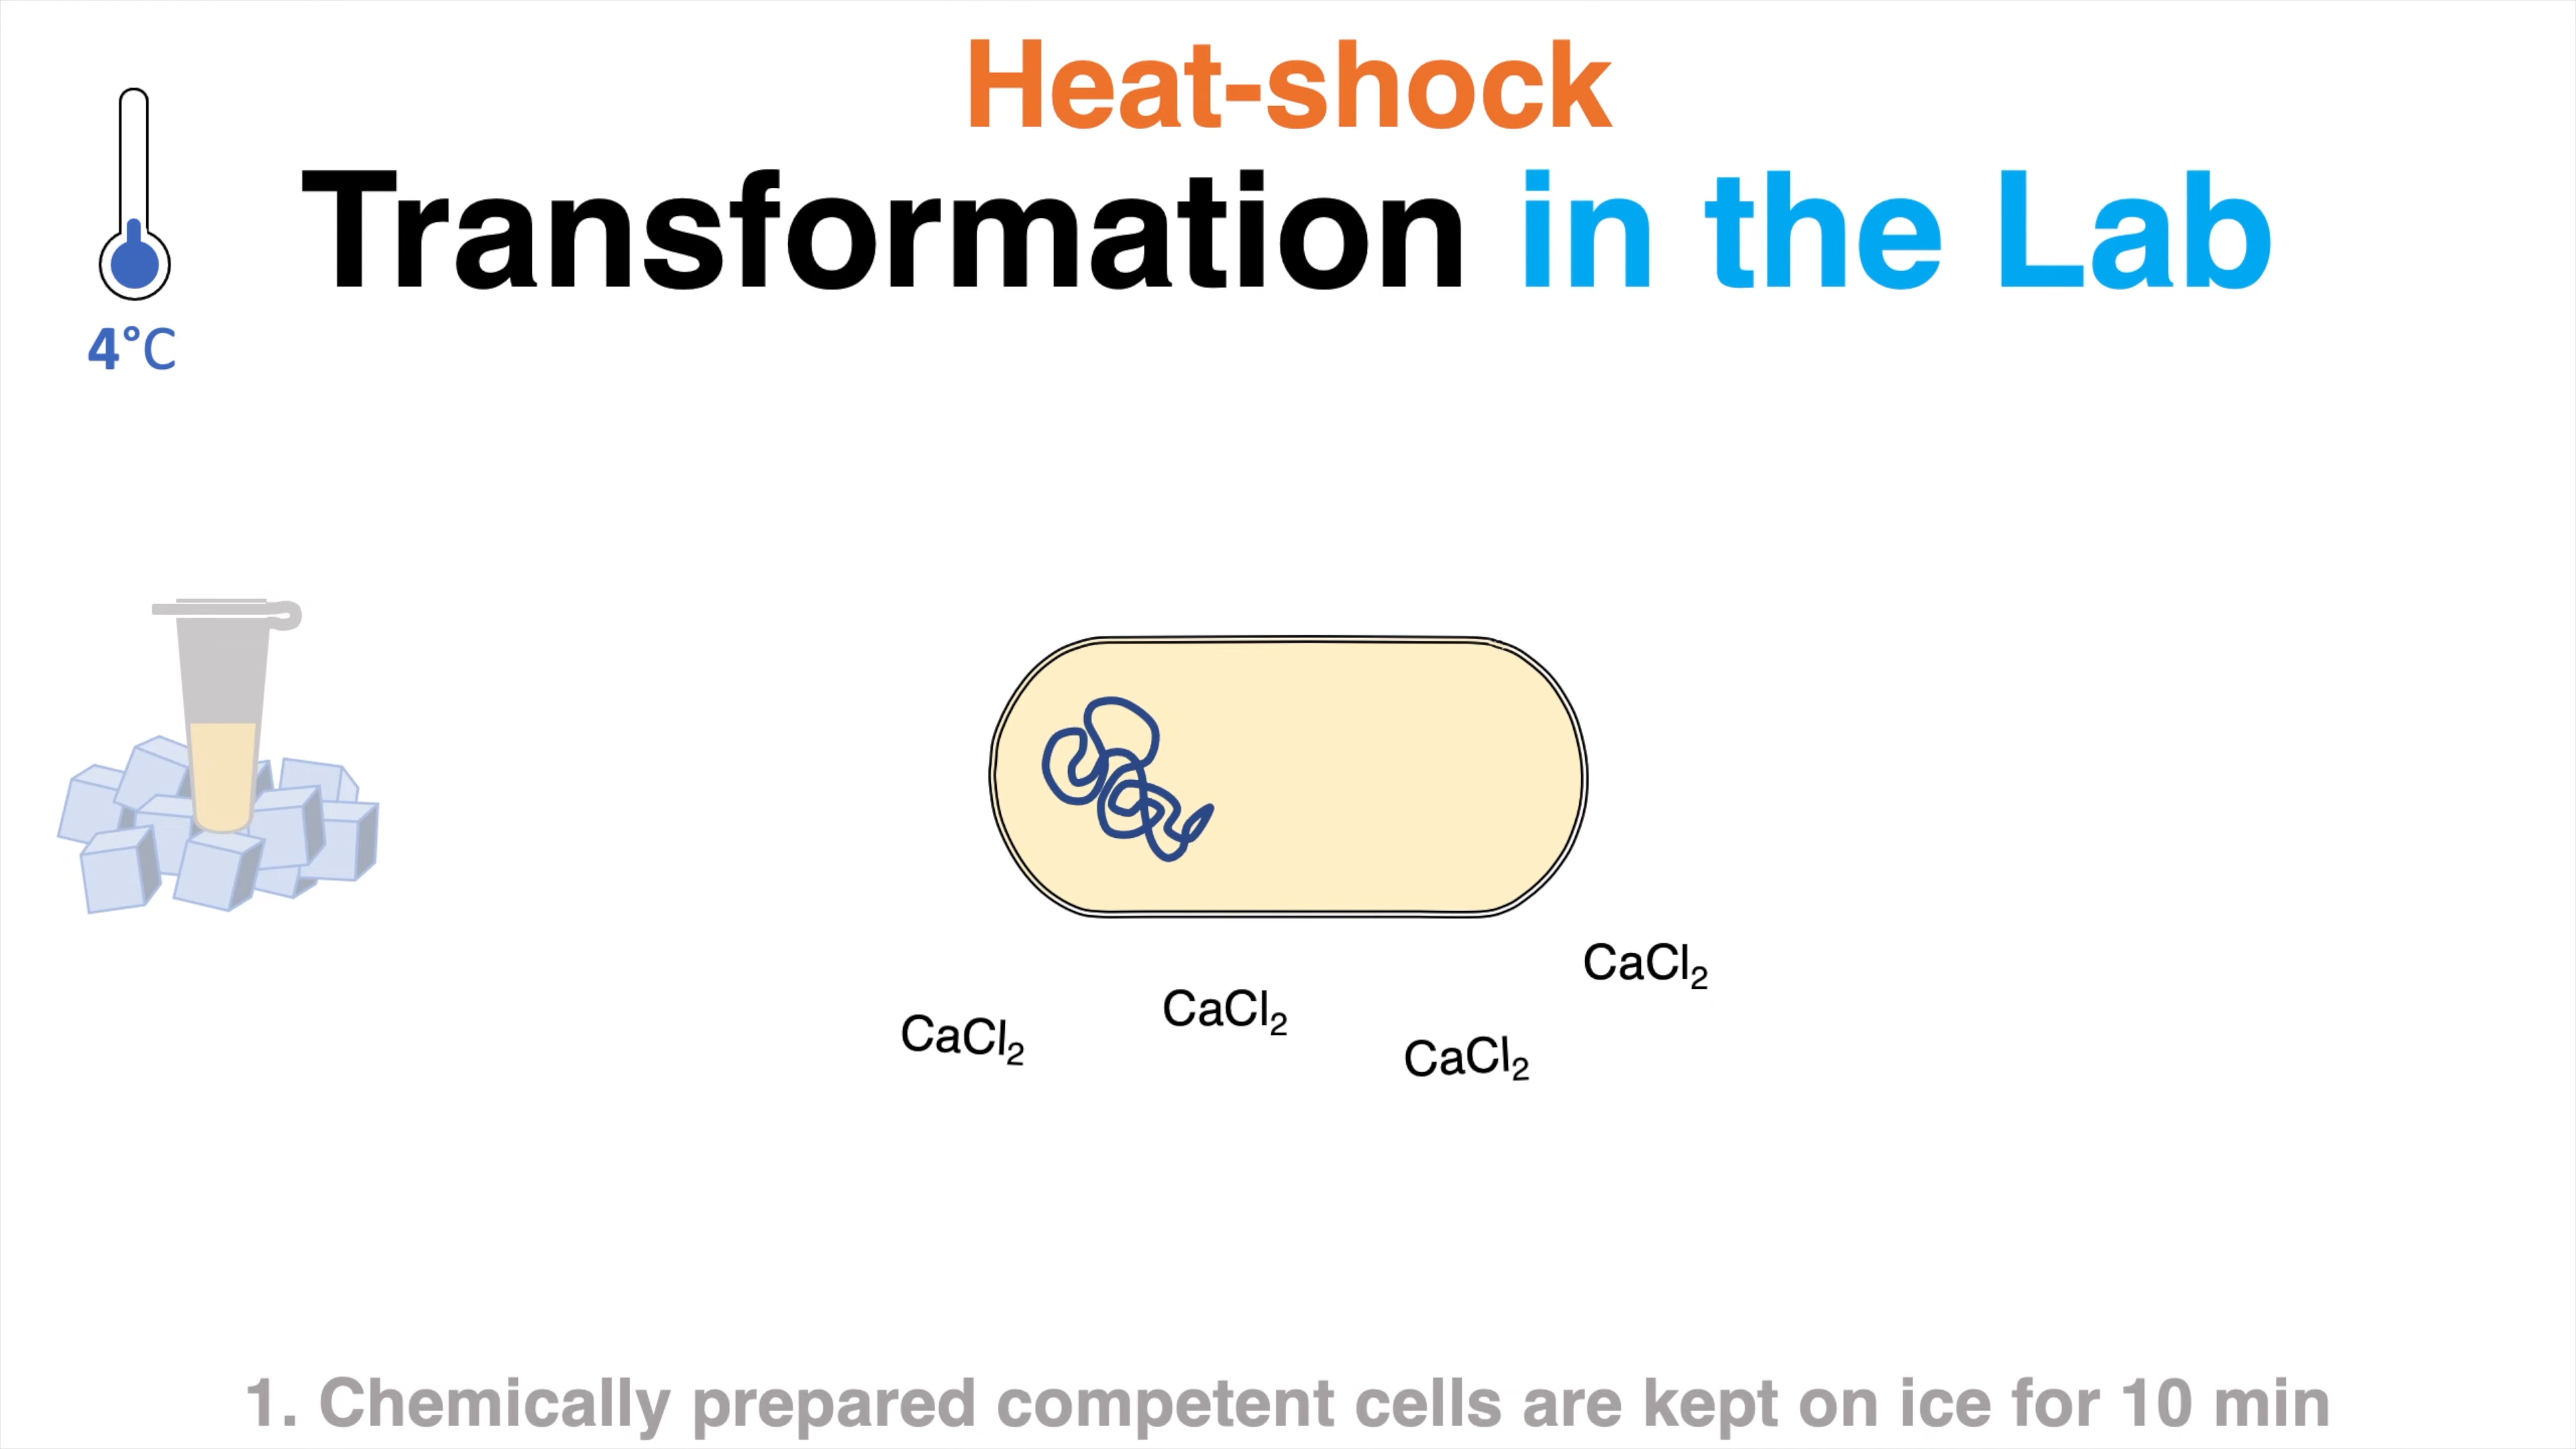 Heat-shock
Transformation in the Lab
4°C
CaCl₂
CaCl₂
CaCl₂
CaCl₂
1. Chemically prepared competent cells are kept on ice for 10 min